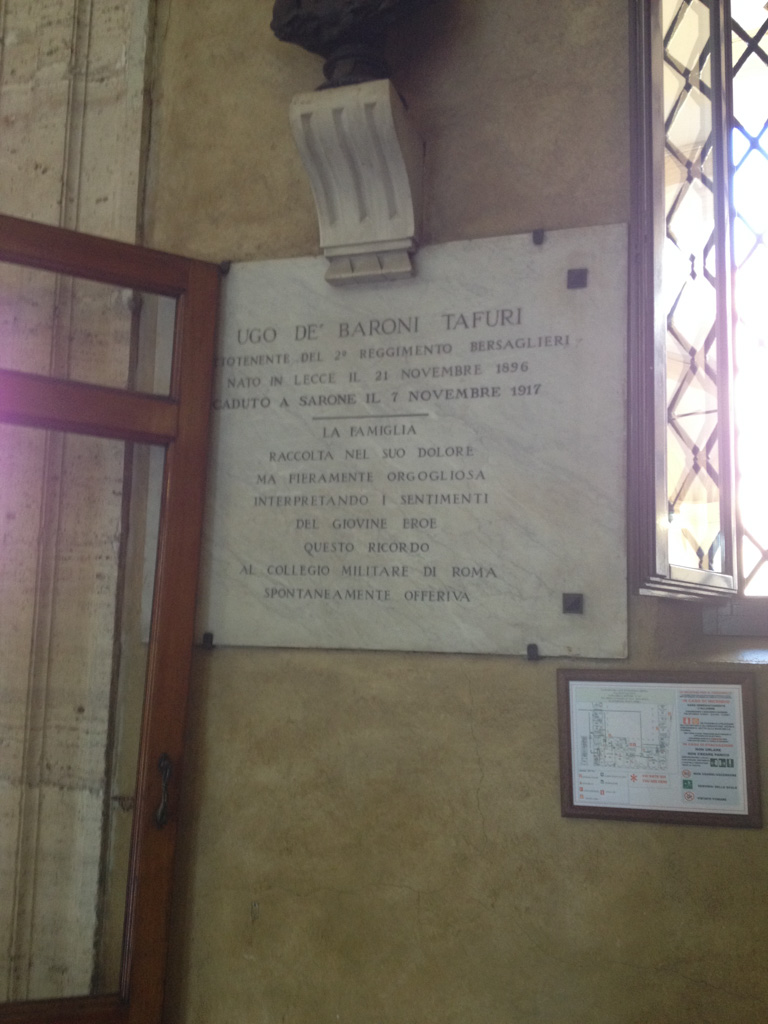 UGO DE' BARONI TAFURI
DEL 2º REGGIMENTO BERSAGLIERI
NATO IN LECCE IL 21 NOVEMBRE 1896
CADUTO A SARONE IL 7 NOVEMBRE 1917
LA FAMIGLIA
RACCOLTA NEL SUO DOLORE
MA FIERAMENTE ORGOGLIOSA
INTERPRETANDO I SENTIMENTI
DEL GIOVINE EROE
QUESTO RICORDO
AL COLLEGIO MILITARE DI ROMA
SPONTANEAMENTE OFFERIVA